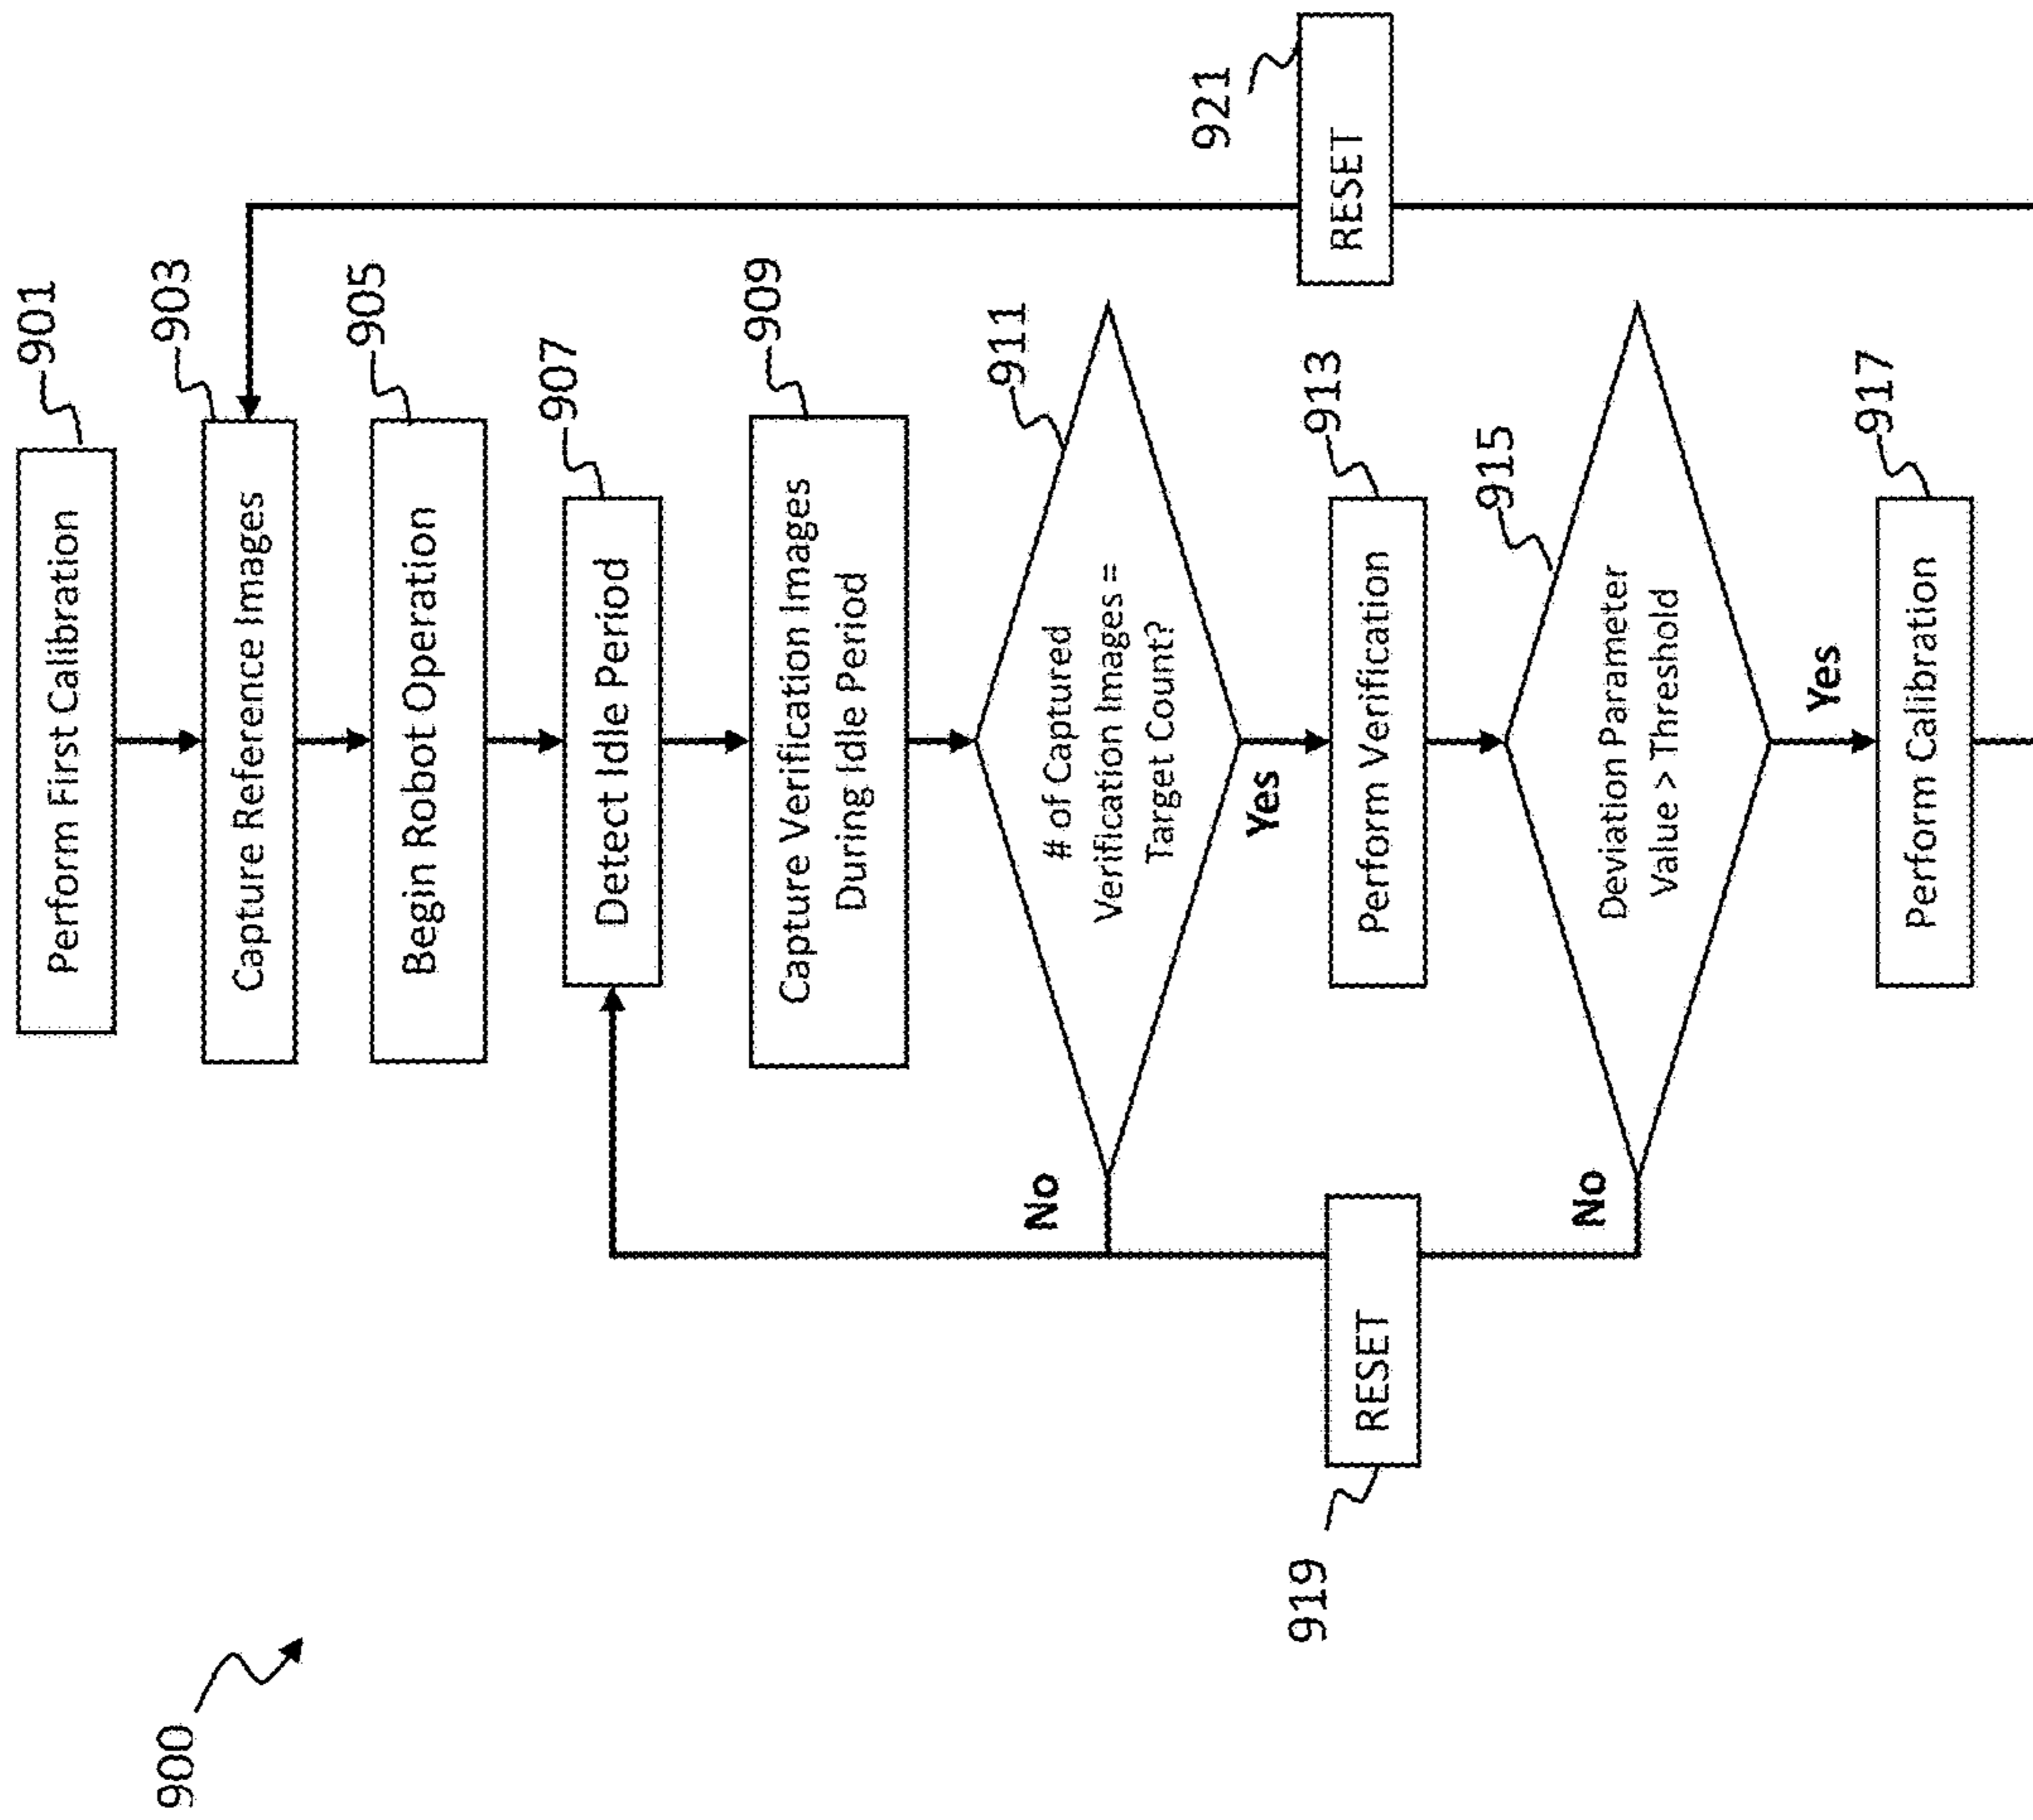 900
Perform First Calibration
901
Capture Reference Images
903
Begin Robot Operation
905
Detect Idle Period
907
Capture Verification Images
During Idle Period
909
# of Captured
Verification Images =
Target Count?
911
No
Yes
Perform Verification
913
RESET
919
RESET
921
Deviation Parameter
Value > Threshold
915
No
Yes
Perform Calibration
917